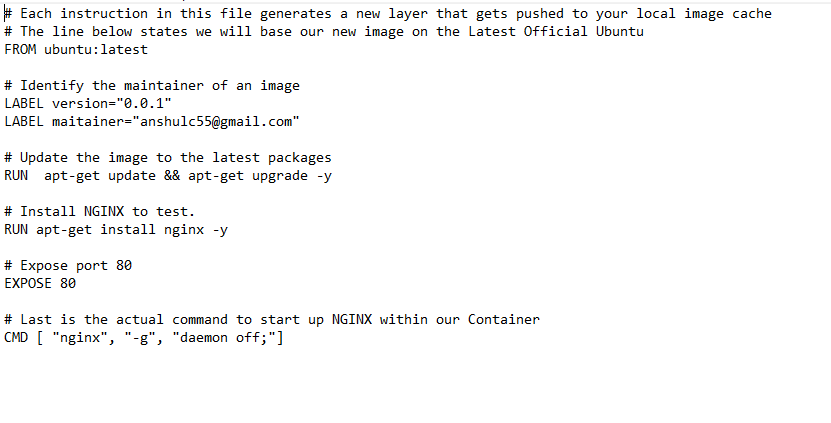 # Each instruction in this file generates a new layer that gets pushed to your local image cache
# The line below states we will base our new image on the Latest Official Ubuntu
FROM ubuntu:latest
# Identify the maintainer of an image
LABEL version="0.0.1"
LABEL maitainer="anshulc55@gmail.com"
# Update the image to the latest packages
RUN  apt-get update && apt-get upgrade -y
# Install NGINX to test.
RUN apt-get install nginx -y
# Expose port 80
EXPOSE 80
# Last is the actual command to start up NGINX within our Container
CMD [ "nginx", "-g", "daemon off;"]